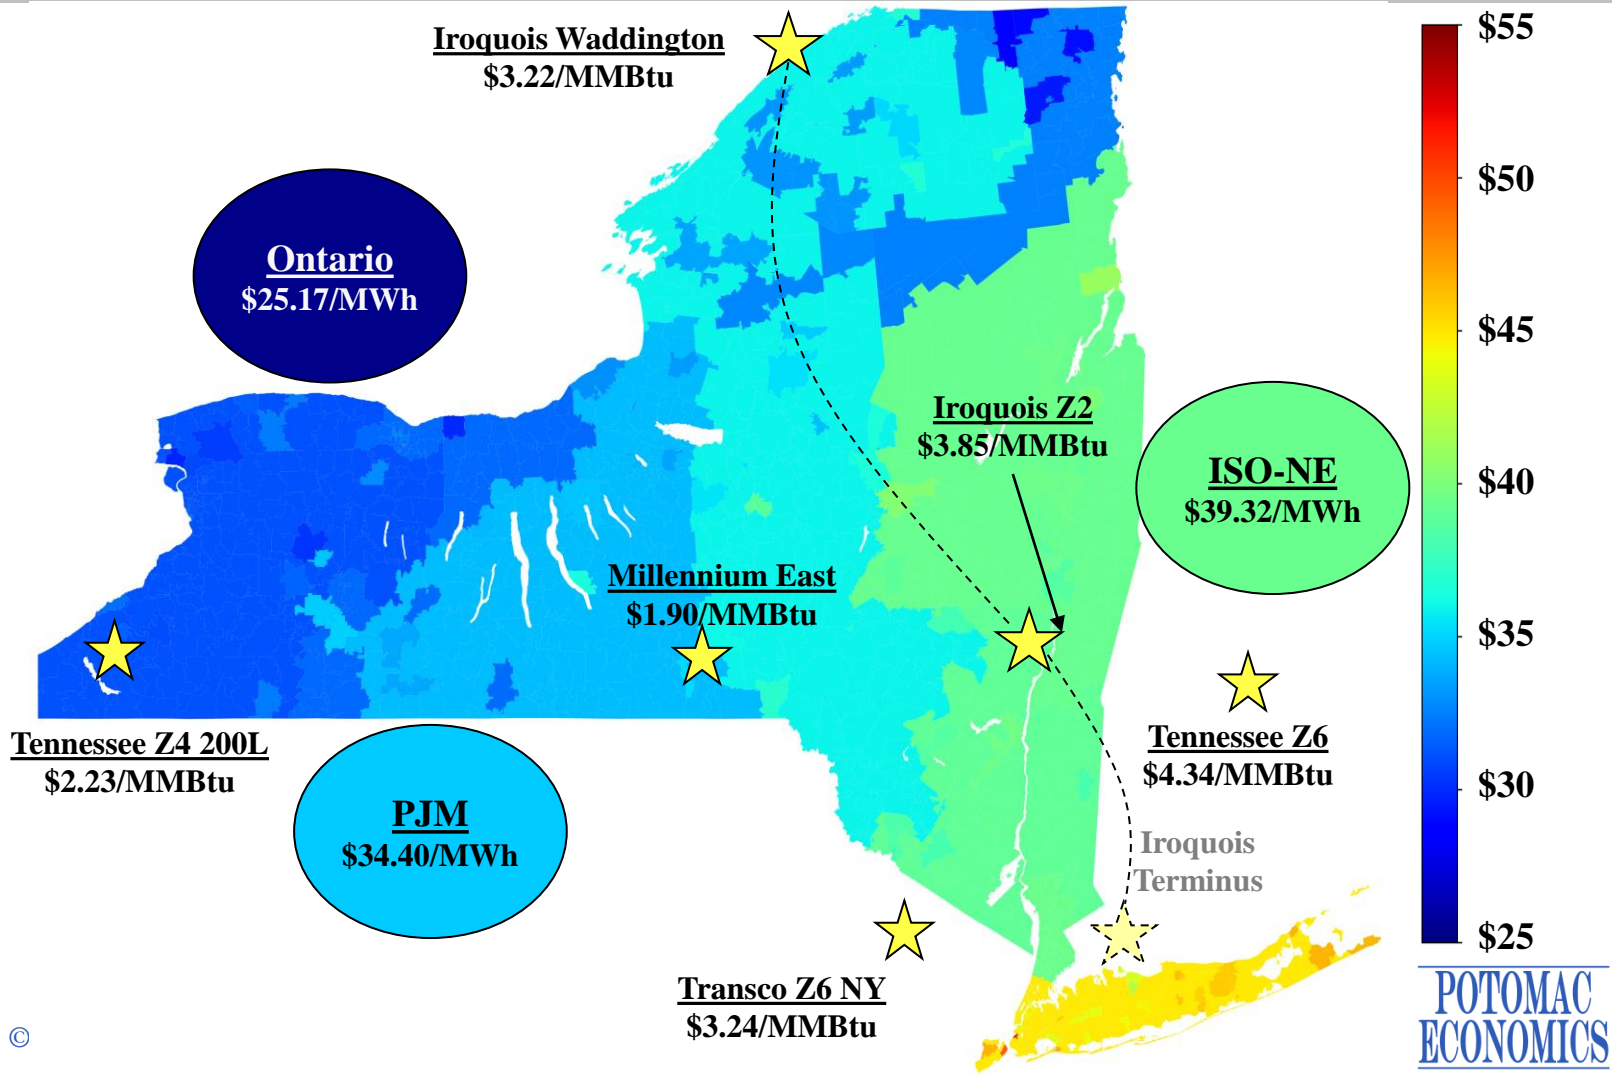 Iroquois Waddington
$3.22/MMBtu
Ontario
$25.17/MWh
Iroquois Z2
$3.85/MMBtu
ISO-NE
$39.32/MWh
Millennium East
$1.90/MMBtu
Tennessee Z4 200L
$2.23/MMBtu
PJM
$34.40/MWh
Tennessee Z6
$4.34/MMBtu
Iroquois
Terminus
Transco Z6 NY
$3.24/MMBtu
$55
$50
$45
$40
$35
$30
$25
©
POTOMAC
ECONOMICS